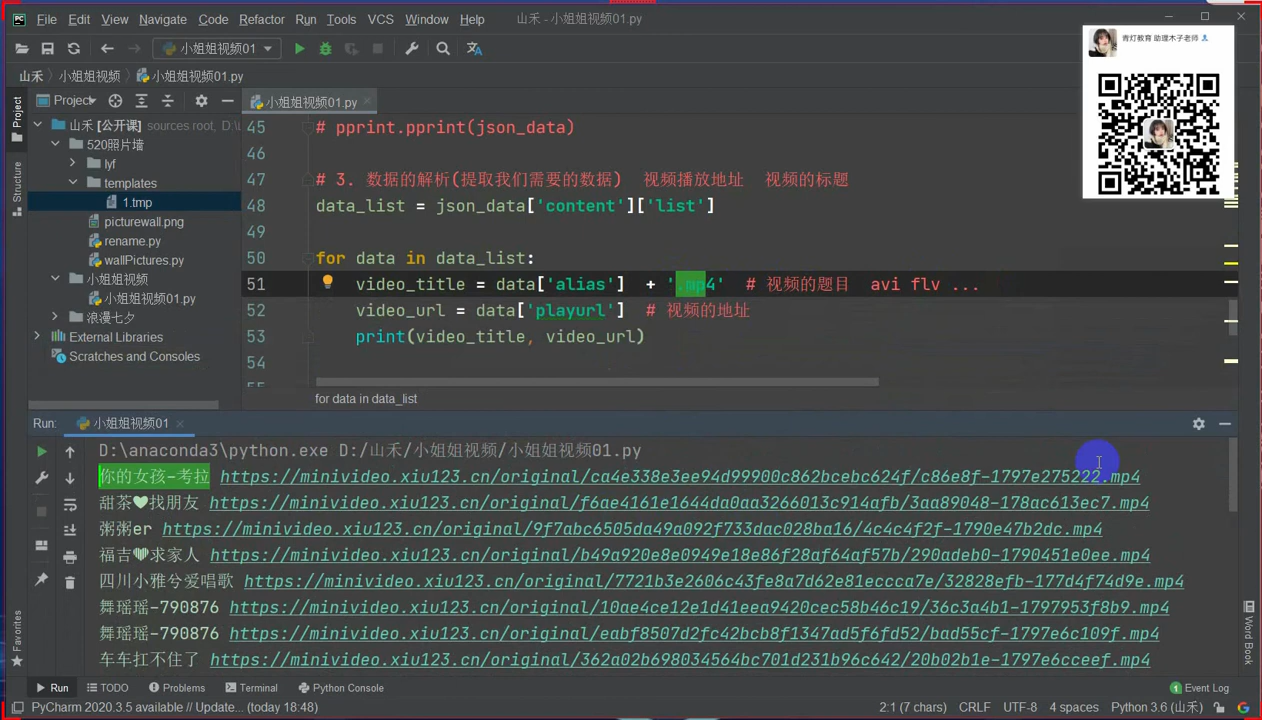 File Edit View Navigate Code Refactor Run Tools VCS Window Help 山禾 - 小姐姐视频01.py
小姐姐视频01
山禾 小姐姐视频 小姐姐视频01.py
青灯教育 助理木子老师
Project
小姐姐视频01.py
Project
Structure
Favorites
山禾 [公开课] sources root, D:\
520照片墙
lyf
templates
1.tmp
picturewall.png
rename.py
wallPictures.py
小姐姐视频
小姐姐视频01.py
浪漫七夕
External Libraries
Scratches and Consoles
45 # pprint.pprint(json_data)
46
47 # 3. 数据的解析(提取我们需要的数据) 视频播放地址 视频的标题
48 data_list = json_data['content']['list']
49
50 for data in data_list:
51 video_title = data['alias'] + '.mp4' # 视频的题目 avi flv ...
52 video_url = data['playurl'] # 视频的地址
53 print(video_title, video_url)
54
55
for data in data_list
Run: 小姐姐视频01
D:\anaconda3\python.exe D:/山禾/小姐姐视频/小姐姐视频01.py
你的女孩-考拉 https://minivideo.xiu123.cn/original/ca4e338e3ee94d99900c862bcebc624f/c86e8f-1797e275222.mp4
甜茶♥找朋友 https://minivideo.xiu123.cn/original/f6ae4161e1644da0aa3266013c914afb/3aa89048-178ac613ec7.mp4
粥粥er https://minivideo.xiu123.cn/original/9f7abc6505da49a092f733dac028ba16/4c4c4f2f-1790e47b2dc.mp4
福吉♥求家人 https://minivideo.xiu123.cn/original/b49a920e8e0949e18e86f28af64af57b/290adeb0-1790451e0ee.mp4
四川小雅兮爱唱歌 https://minivideo.xiu123.cn/original/7721b3e2606c43fe8a7d62e81eccca7e/32828efb-177d4f74d9e.mp4
舞瑶瑶-790876 https://minivideo.xiu123.cn/original/10ae4ce12e1d41eea9420cec58b46c19/36c3a4b1-1797953f8b9.mp4
舞瑶瑶-790876 https://minivideo.xiu123.cn/original/eabf8507d2fc42bcb8f1347ad5f6fd52/bad55cf-1797e6c109f.mp4
车车扛不住了 https://minivideo.xiu123.cn/original/362a02b698034564bc701d231b96c642/20b02b1e-1797e6cceef.mp4
Word Book
Run TODO Problems Terminal Python Console 1 Event Log
PyCharm 2020.3.5 available // Update... (today 18:48) 2:1 (7 chars) CRLF UTF-8 4 spaces Python 3.6 (山禾)